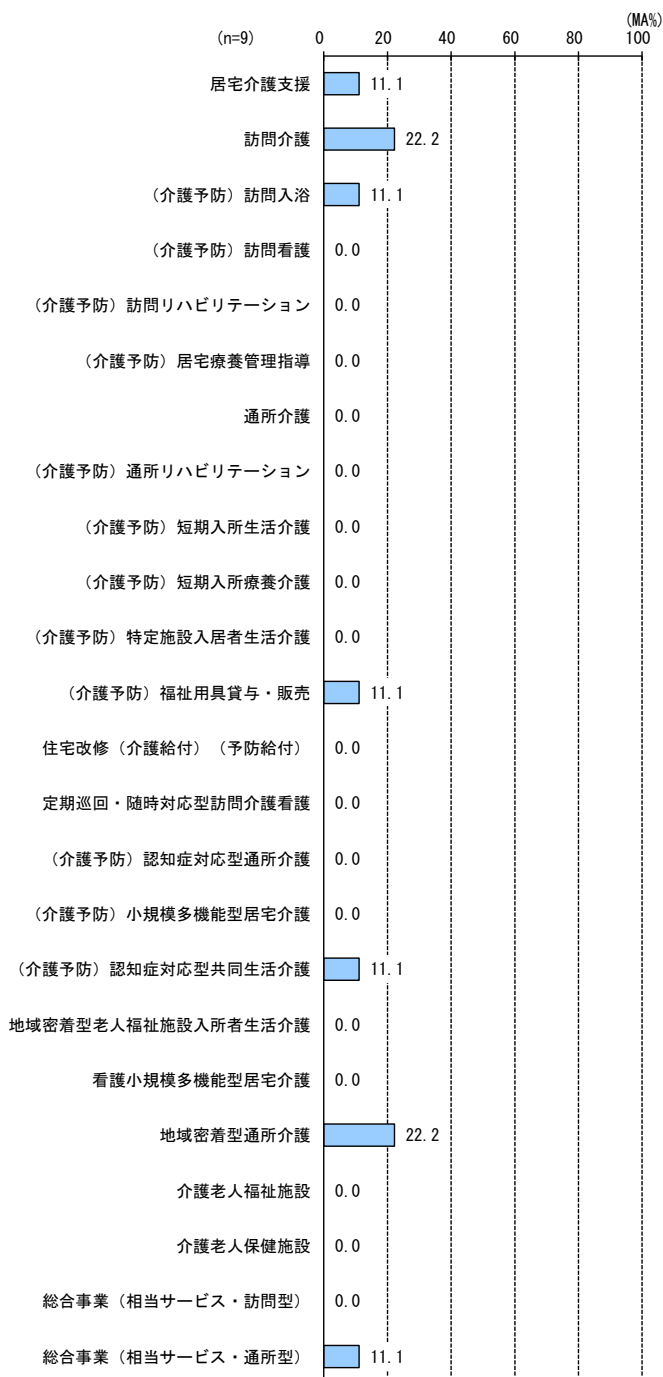 (MA%)
(n=9) 0 20 40 60 80 100
居宅介護支援 11.1
訪問介護 22.2
（介護予防）訪問入浴 11.1
（介護予防）訪問看護 0.0
（介護予防）訪問リハビリテーション 0.0
（介護予防）居宅療養管理指導 0.0
通所介護 0.0
（介護予防）通所リハビリテーション 0.0
（介護予防）短期入所生活介護 0.0
（介護予防）短期入所療養介護 0.0
（介護予防）特定施設入居者生活介護 0.0
（介護予防）福祉用具貸与・販売 11.1
住宅改修（介護給付）（予防給付） 0.0
定期巡回・随時対応型訪問介護看護 0.0
（介護予防）認知症対応型通所介護 0.0
（介護予防）小規模多機能型居宅介護 0.0
（介護予防）認知症対応型共同生活介護 11.1
地域密着型老人福祉施設入所者生活介護 0.0
看護小規模多機能型居宅介護 0.0
地域密着型通所介護 22.2
介護老人福祉施設 0.0
介護老人保健施設 0.0
総合事業（相当サービス・訪問型） 0.0
総合事業（相当サービス・通所型） 11.1